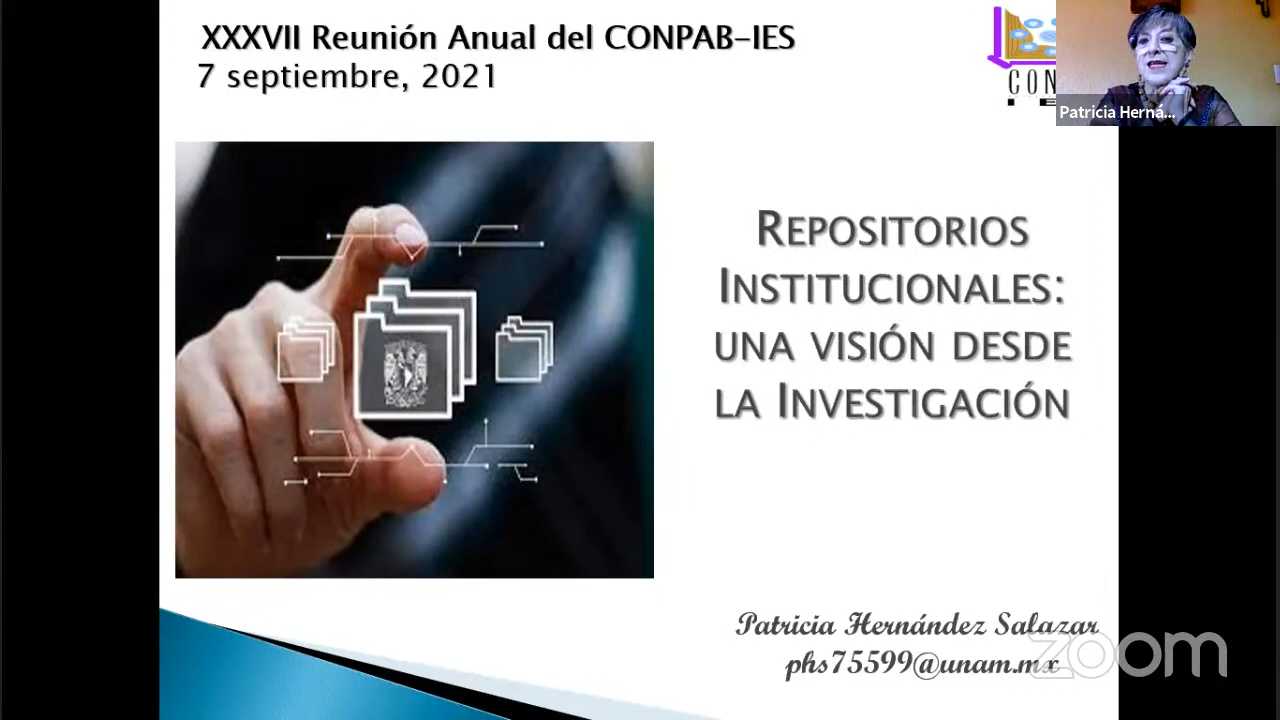 XXXVII Reunión Anual del CONPAB-IES
7 septiembre, 2021
CON
Patricia Herná...
REPOSITORIOS
INSTITUCIONALES:
UNA VISIÓN DESDE
LA INVESTIGACIÓN
Patricia Hernández Salazar
phs75599@unam.mx
zoom